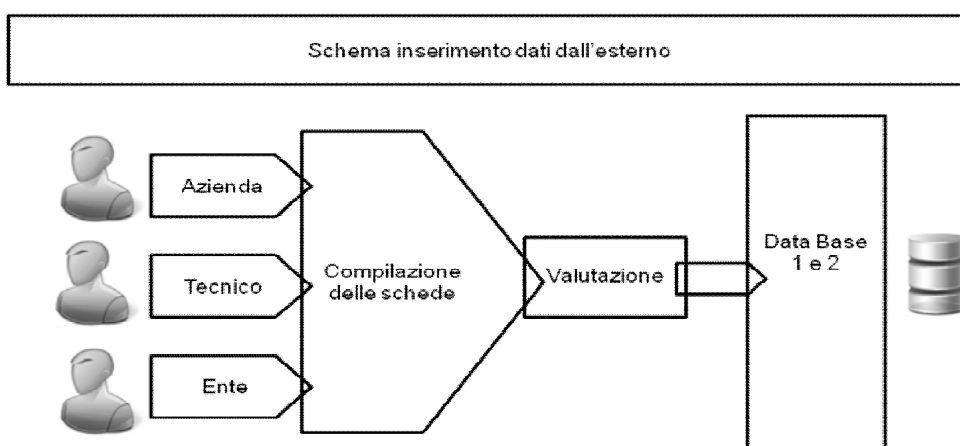 Schema inserimento dati dall'esterno
Azienda
Tecnico
Ente
Compilazione
delle schede
Valutazione
Data Base
1 e 2